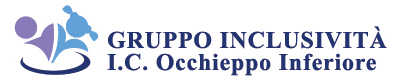 GRUPPO INCLUSIVITÀ
I.C. Occhieppo Inferiore